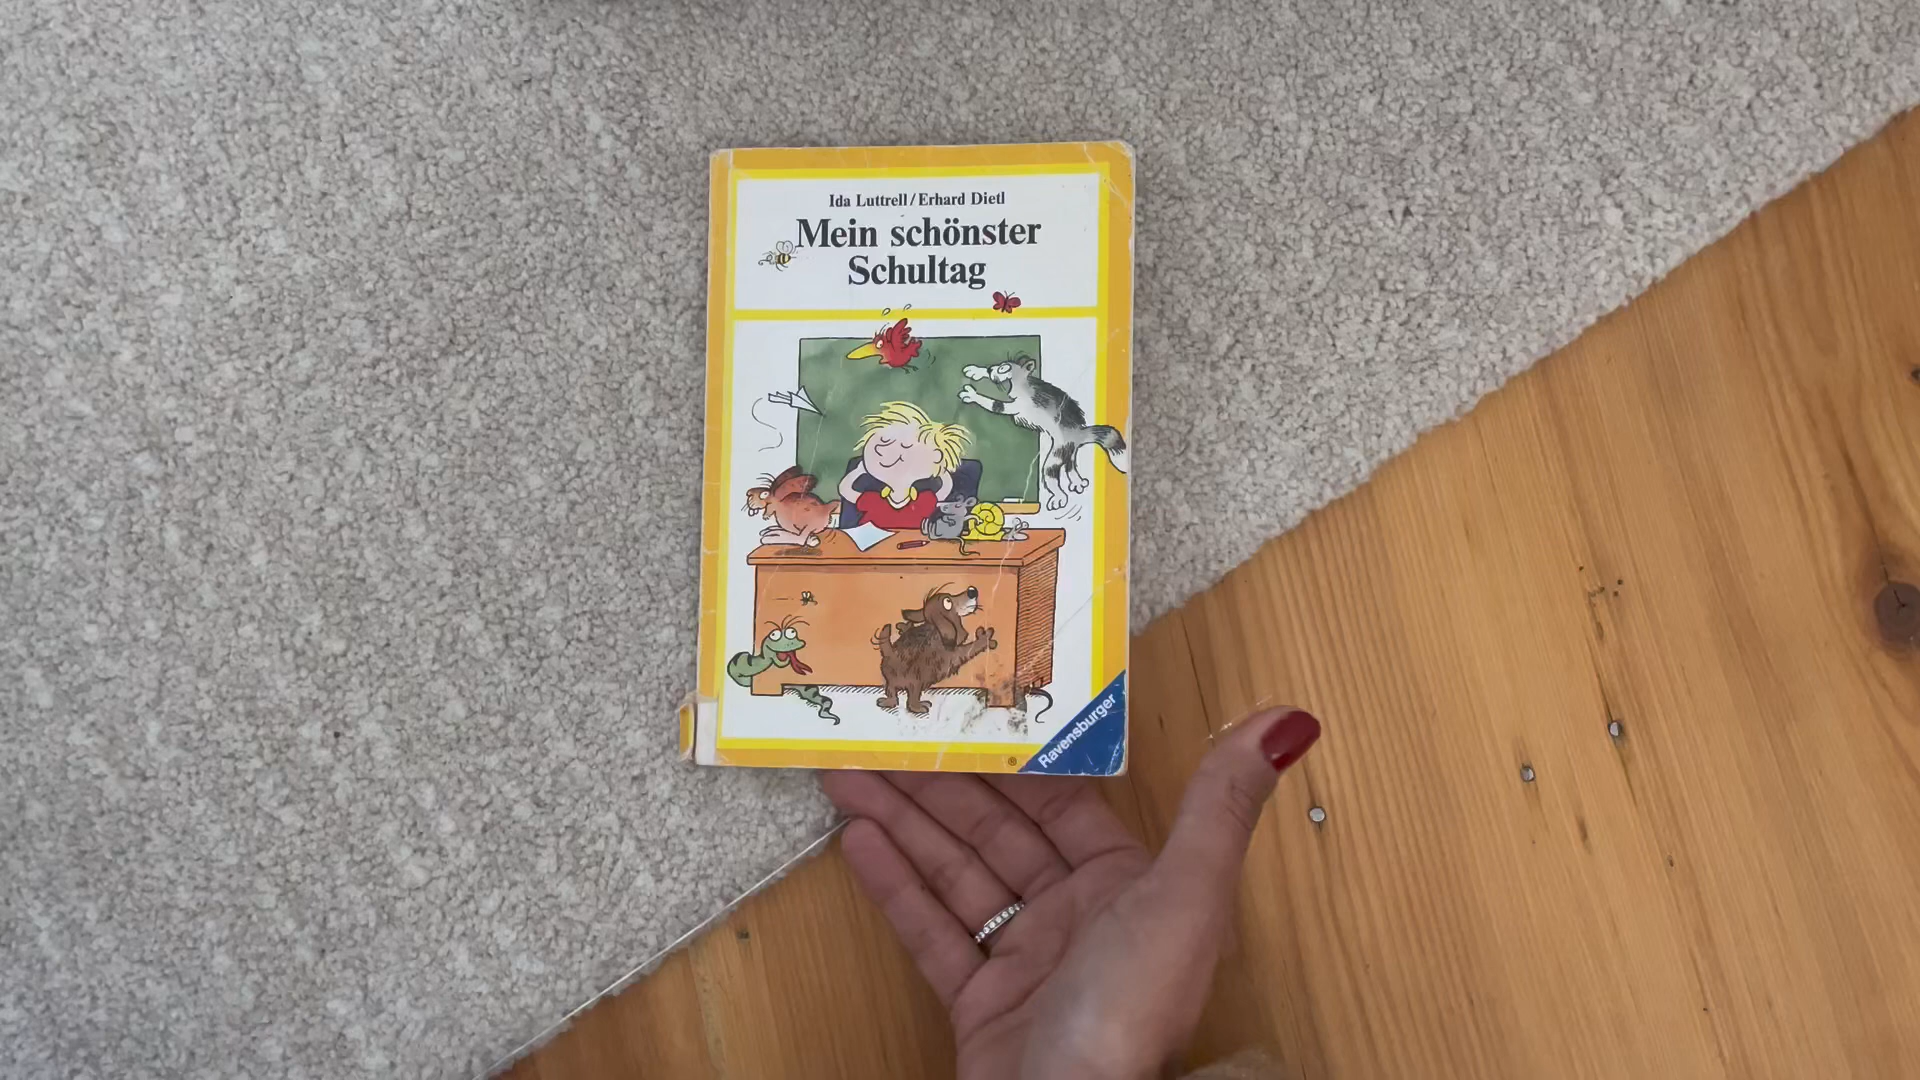 Ida Luttrell/Erhard Dietl
Mein schönster
Schultag
Ravensburger
®